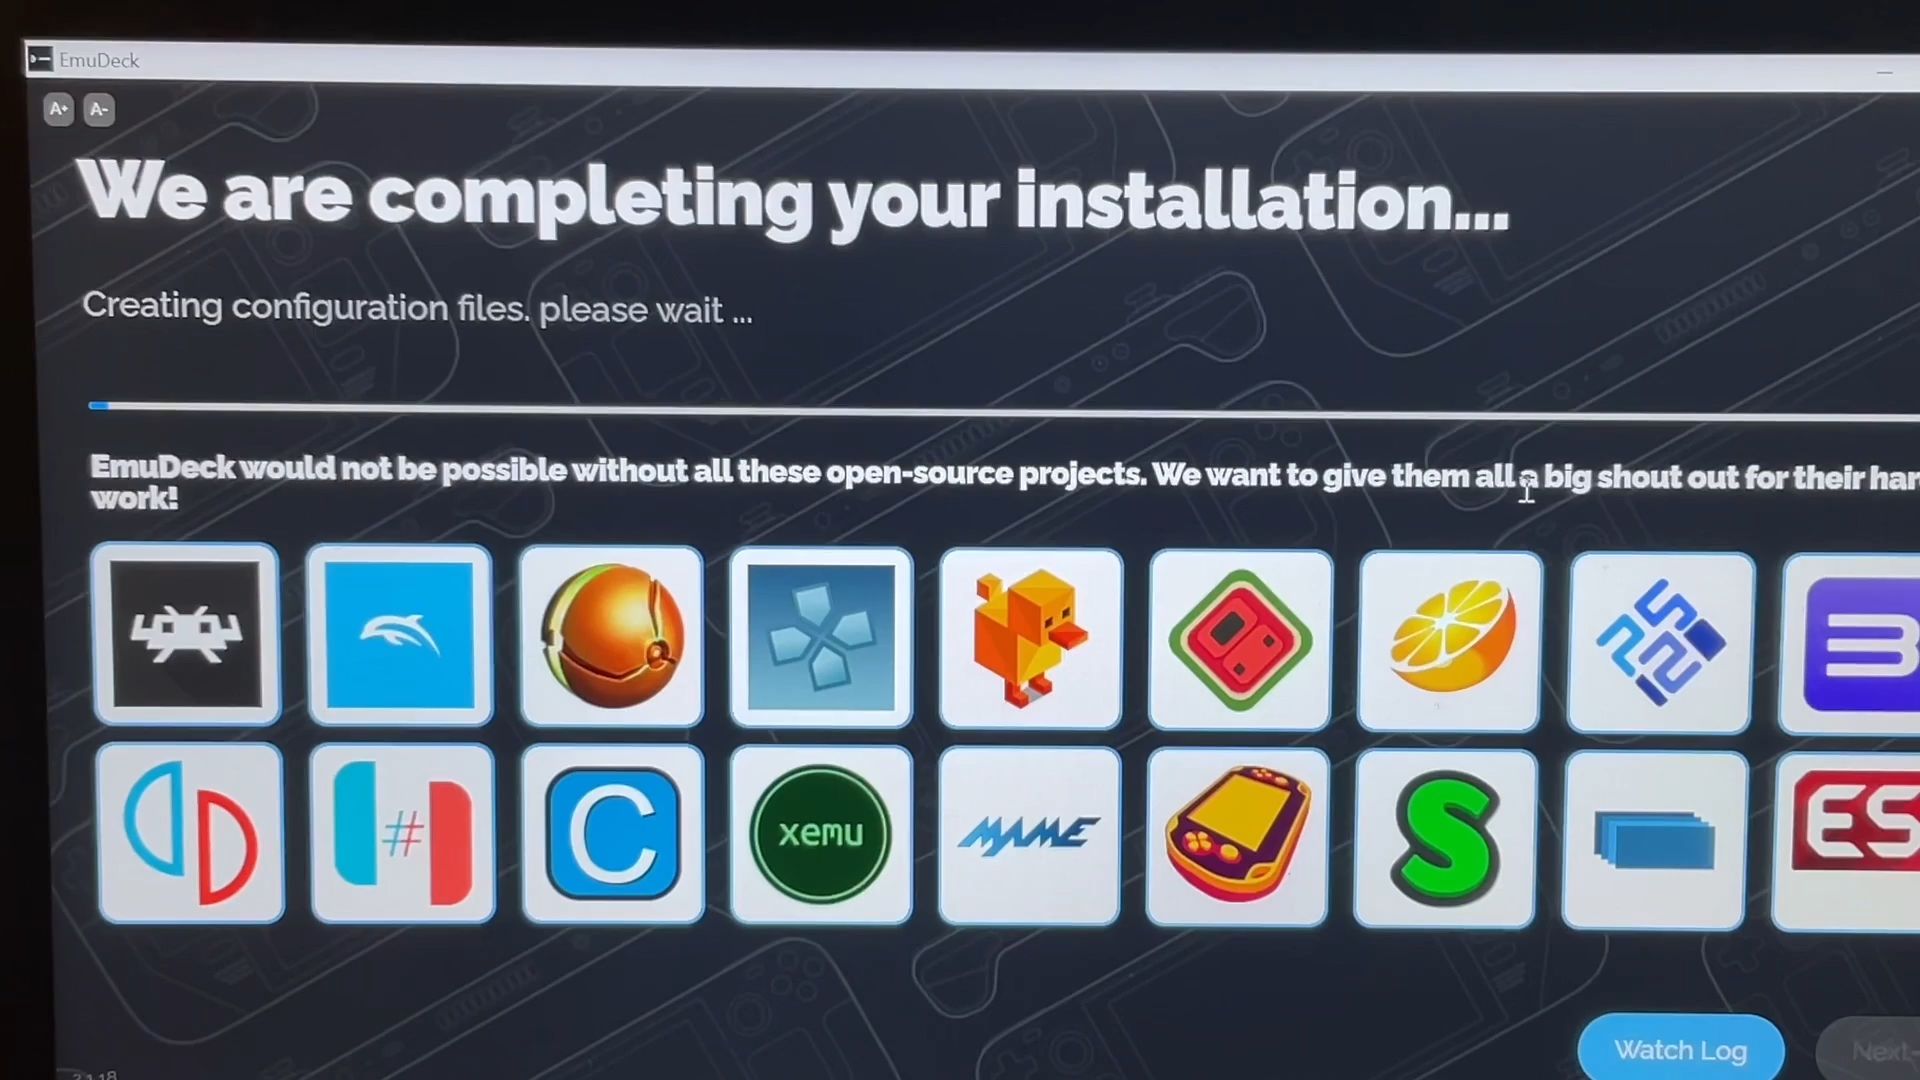 EmuDeck
A+ A-
We are completing your installation...
Creating configuration files. please wait ...
EmuDeck would not be possible without all these open-source projects. We want to give them all a big shout out for their har
work!
xemu
MAME
ES
Watch Log
Next